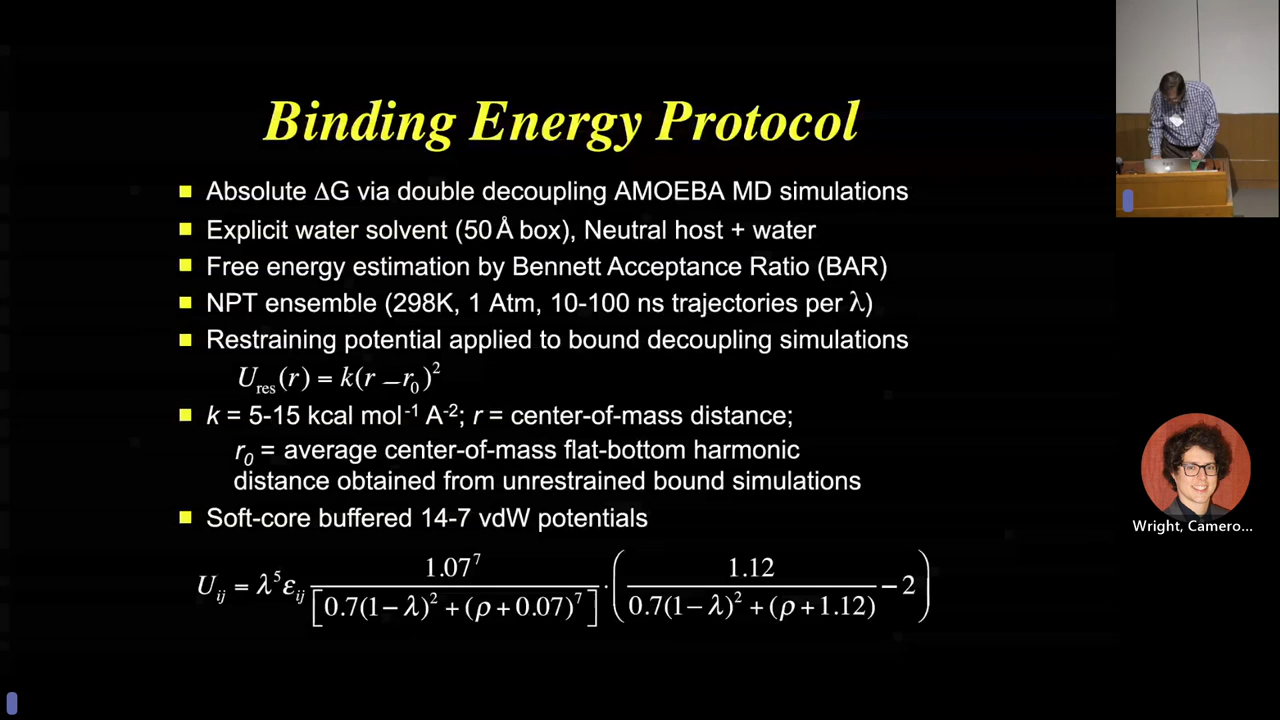 Binding Energy Protocol
Absolute ΔG via double decoupling AMOEBA MD simulations
Explicit water solvent (50 Å box), Neutral host + water
Free energy estimation by Bennett Acceptance Ratio (BAR)
NPT ensemble (298K, 1 Atm, 10-100 ns trajectories per λ)
Restraining potential applied to bound decoupling simulations
U_res(r) = k(r – r_0)^2
k = 5-15 kcal mol^-1 A^-2; r = center-of-mass distance;
r_0 = average center-of-mass flat-bottom harmonic
distance obtained from unrestrained bound simulations
Soft-core buffered 14-7 vdW potentials
U_ij = λ^5 ε_ij 1.07^7 / [0.7(1−λ)^2 + (ρ+0.07)^7] · (1.12 / (0.7(1−λ)^2 + (ρ+1.12)) − 2)
Wright, Camero...